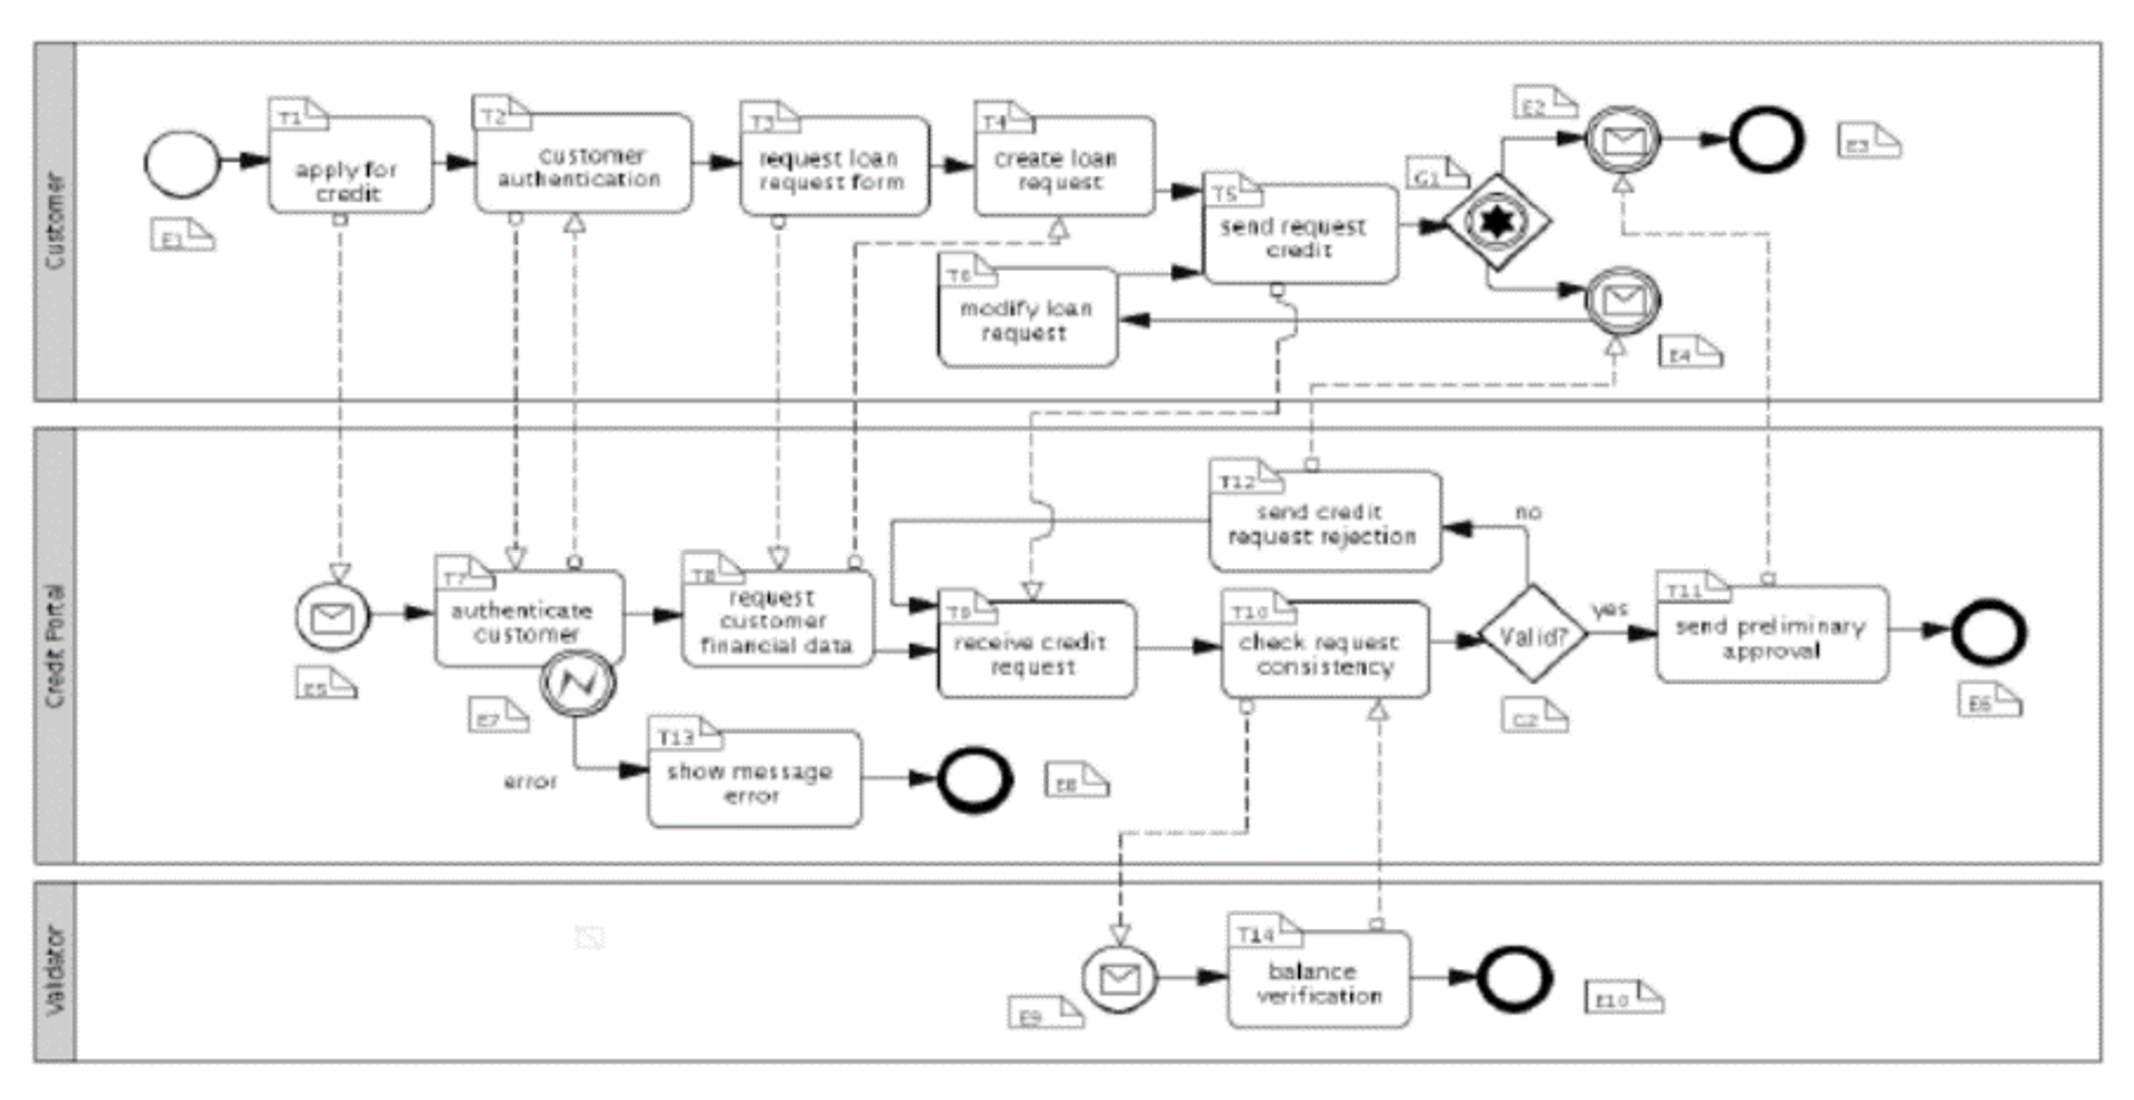 Customer
E1
T1
apply for
credit
T2
customer
authentication
T3
request loan
request form
T4
create loan
request
T5
send request
credit
T6
modify loan
request
G1
E2
E3
E4
Credit Portal
E5
T7
authenticate
customer
E7
error
T8
request
customer
financial data
T13
show message
error
E8
T9
receive credit
request
T12
send credit
request rejection
T10
check request
consistency
no
Valid?
G2
yes
T11
send preliminary
approval
E6
Validator
E9
T14
balance
verification
E10